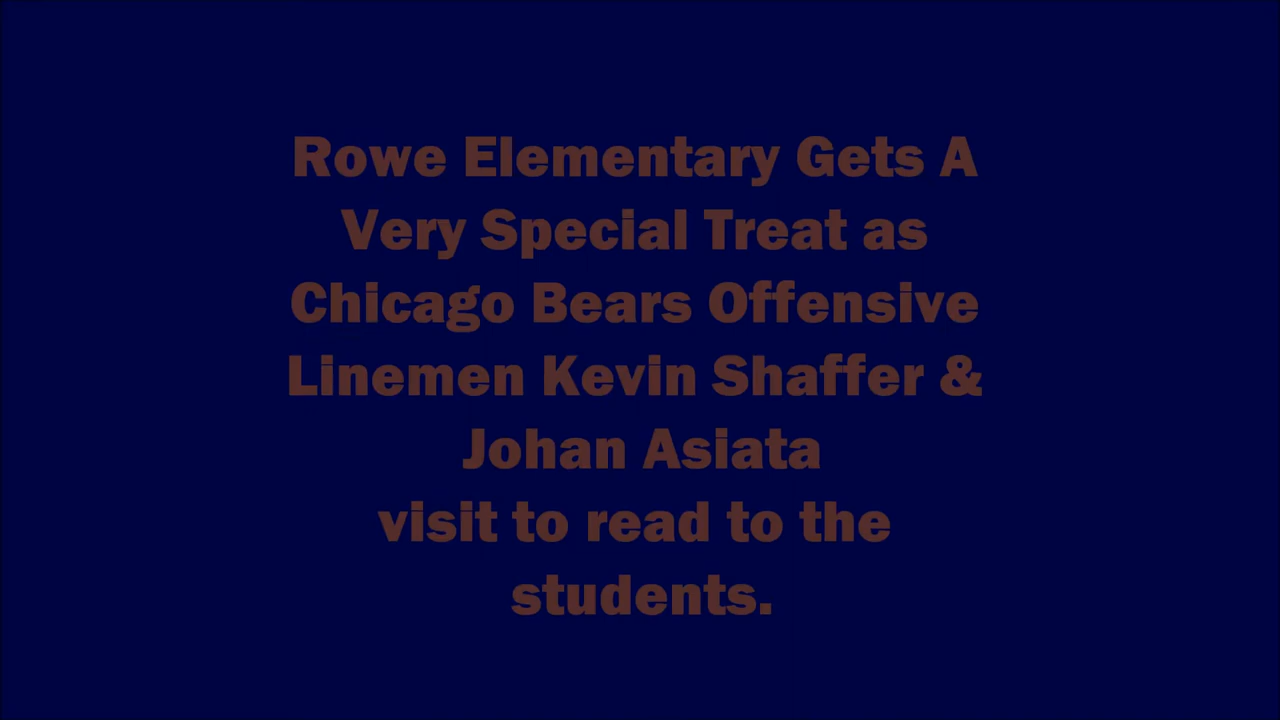 Rowe Elementary Gets A
Very Special Treat as
Chicago Bears Offensive
Linemen Kevin Shaffer &
Johan Asiata
visit to read to the
students.